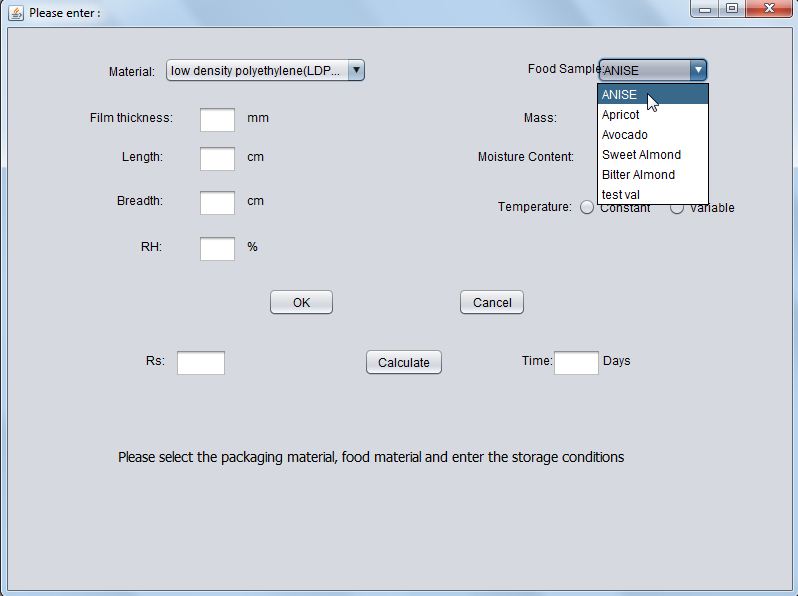 Please enter :
Material: low density polyethylene(LDP... Food Sample: ANISE
ANISE
Film thickness: mm Mass: Apricot
Avocado
Length: cm Moisture Content: Sweet Almond
Bitter Almond
test val
Breadth: cm Temperature: Constant Variable
RH: %
OK Cancel
Rs: Calculate Time: Days
Please select the packaging material, food material and enter the storage conditions